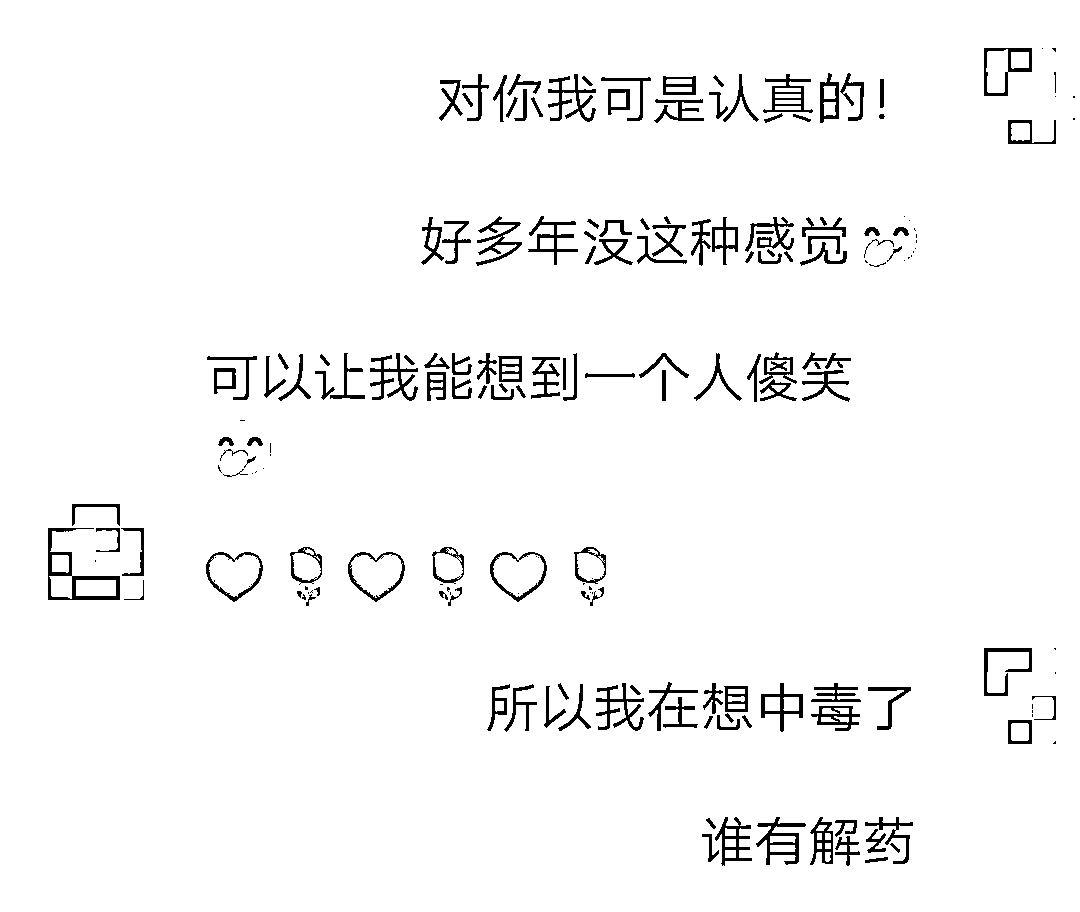 对你我可是认真的！
好多年没这种感觉🤭
可以让我能想到一个人傻笑
🤭
❤🌹❤🌹❤🌹
所以我在想中毒了
谁有解药